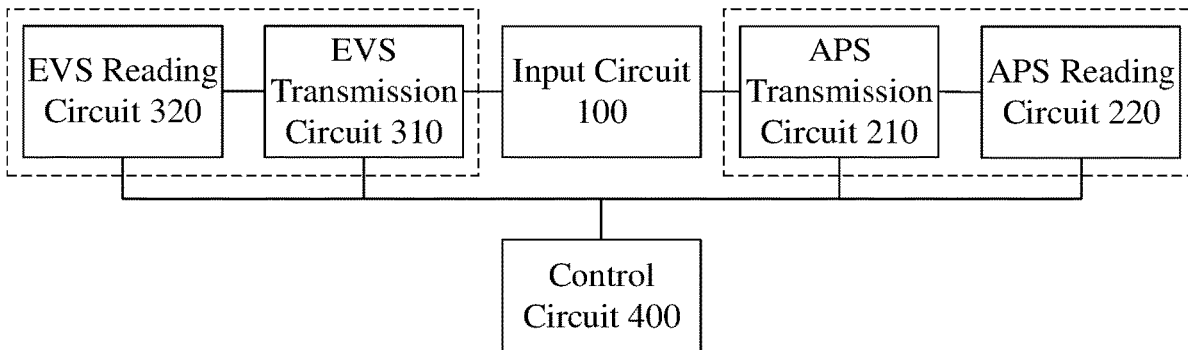 EVS Reading
Circuit 320
EVS
Transmission
Circuit 310
Input Circuit
100
APS
Transmission
Circuit 210
APS Reading
Circuit 220
Control
Circuit 400